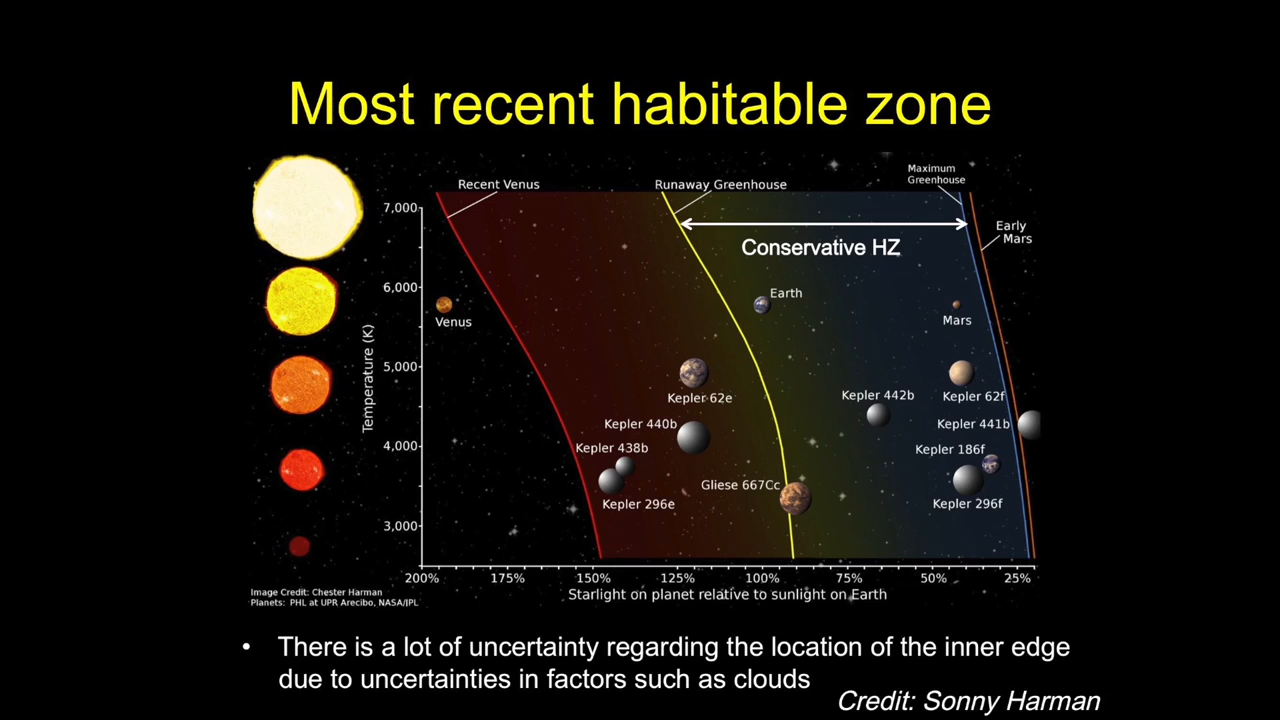 Most recent habitable zone
Recent Venus
Runaway Greenhouse
Maximum
Greenhouse
7,000
Early
Mars
Conservative HZ
6,000
Earth
Venus
Mars
Temperature (K)
5,000
Kepler 62e
Kepler 442b
Kepler 62f
Kepler 440b
Kepler 441b
4,000
Kepler 438b
Kepler 186f
Gliese 667Cc
Kepler 296e
Kepler 296f
3,000
200% 175% 150% 125% 100% 75% 50% 25%
Starlight on planet relative to sunlight on Earth
Image Credit: Chester Harman
Planets: PHL at UPR Arecibo, NASA/JPL
• There is a lot of uncertainty regarding the location of the inner edge
due to uncertainties in factors such as clouds
Credit: Sonny Harman